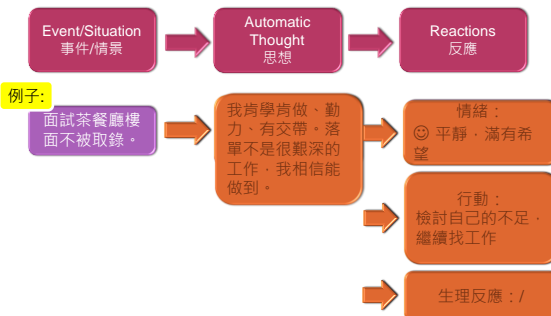 Event/Situation
事件/情景
Automatic
Thought
思想
Reactions
反應
例子:
面試茶餐廳樓
面不被取錄。
我肯學肯做、勤
力、有交帶。落
單不是很艱深的
工作，我相信能
做到。
情緒：
☺ 平靜，滿有希
望
行動：
檢討自己的不足，
繼續找工作
生理反應：/